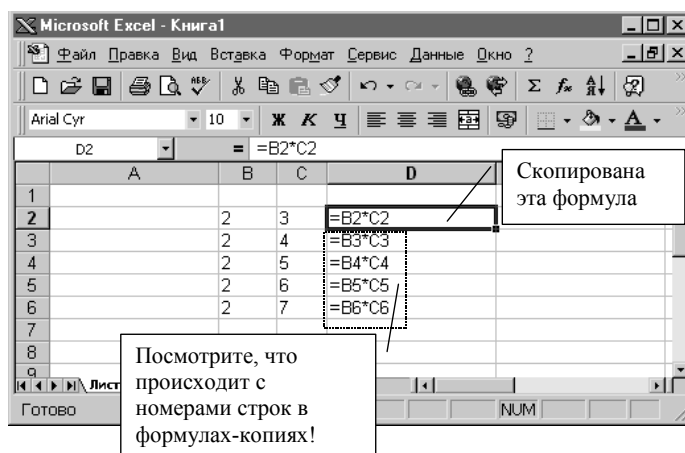 Microsoft Excel - Книга1
Файл Правка Вид Вставка Формат Сервис Данные Окно ?
Arial Cyr 10 Ж К Ч
D2 = =B2*C2
A B C D
1
2 2 3 =B2*C2
3 2 4 =B3*C3
4 2 5 =B4*C4
5 2 6 =B5*C5
6 2 7 =B6*C6
7
8
9
Скопирована
эта формула
Посмотрите, что
происходит с
номерами строк в
формулах-копиях!
Лист
Готово NUM